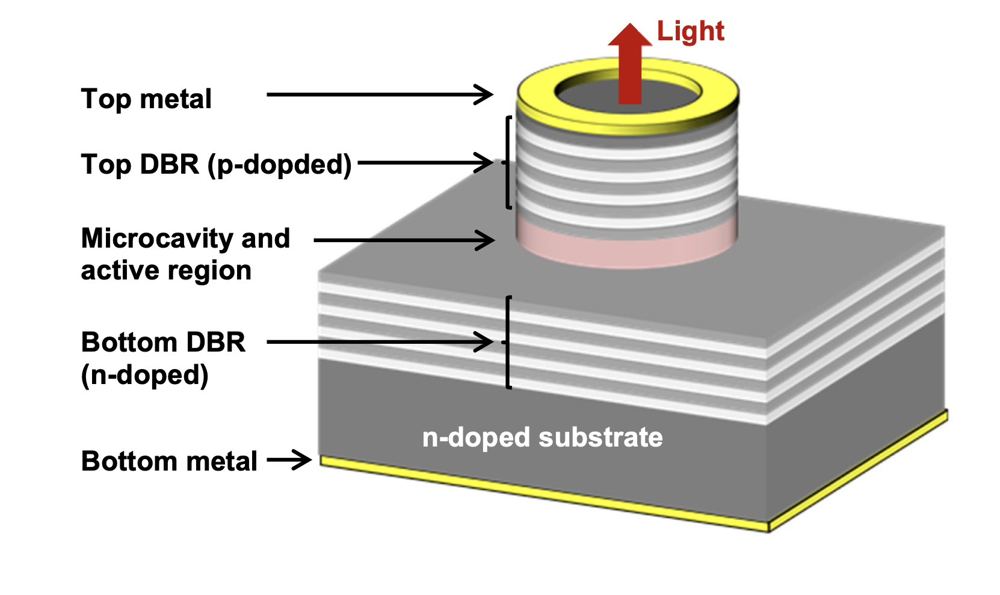 Light
Top metal
Top DBR (p-dopded)
Microcavity and
active region
Bottom DBR
(n-doped)
n-doped substrate
Bottom metal